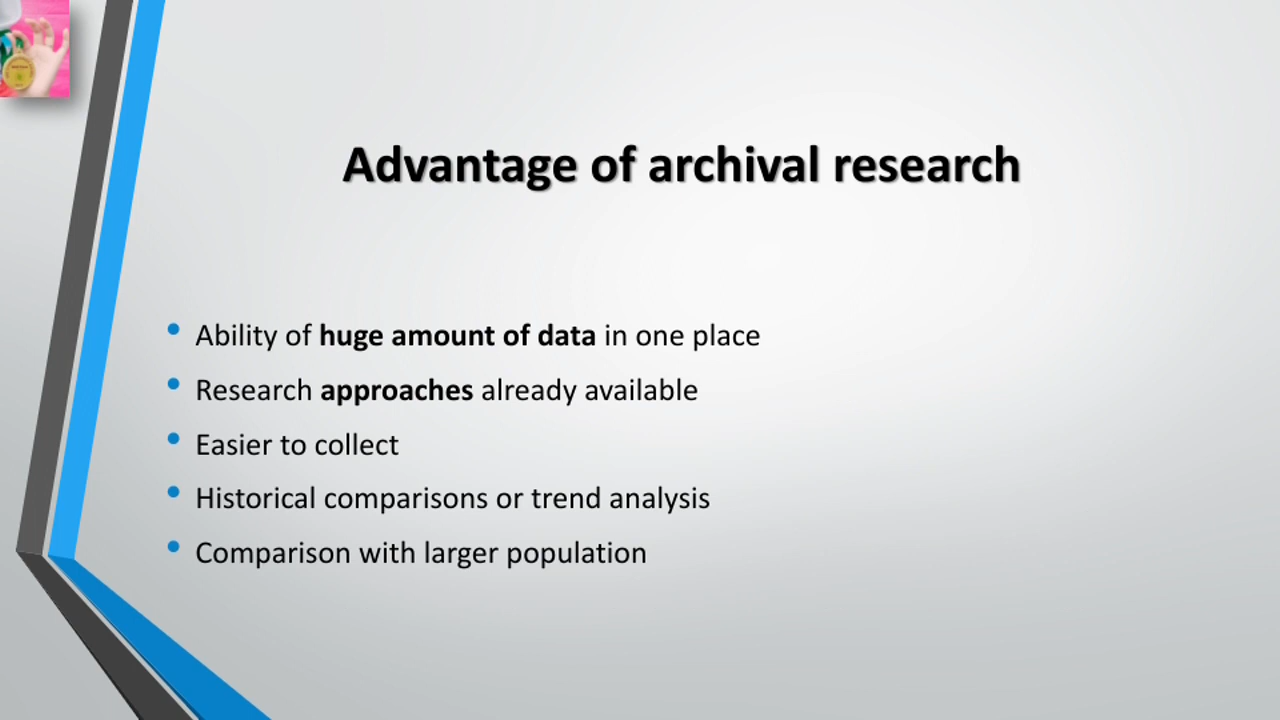 Advantage of archival research
• Ability of huge amount of data in one place
• Research approaches already available
• Easier to collect
• Historical comparisons or trend analysis
• Comparison with larger population